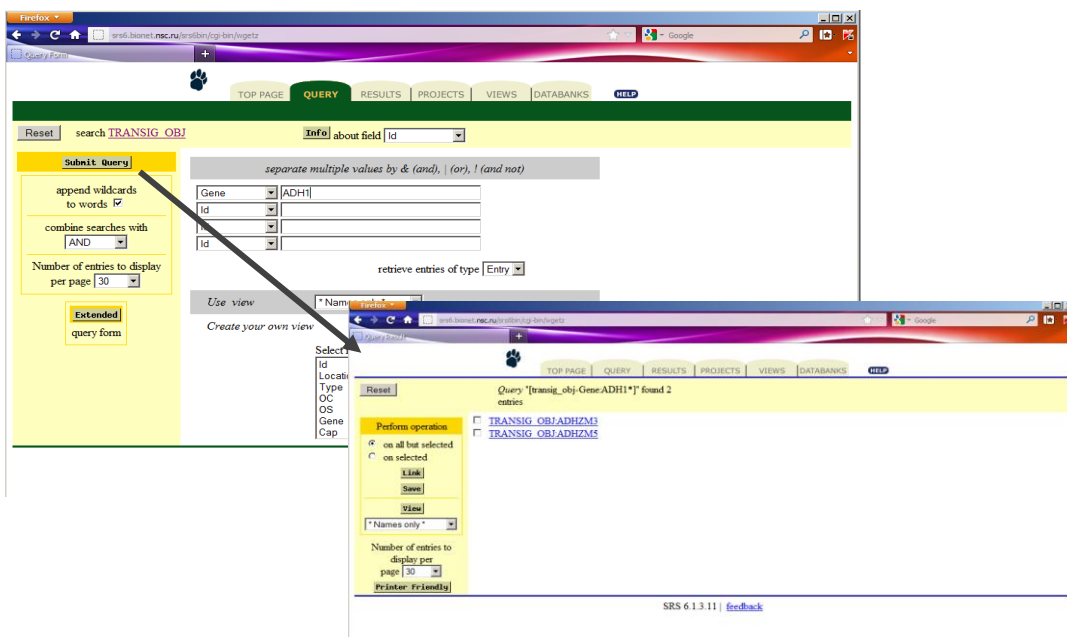 Firefox
srs6.bionet.nsc.ru/srs6bin/cgi-bin/wgetz
Google
Query Form
TOP PAGE QUERY RESULTS PROJECTS VIEWS DATABANKS HELP
Reset search TRANSIG_OBJ Info about field Id
Submit Query
separate multiple values by & (and), | (or), ! (and not)
append wildcards
to words
combine searches with
AND
Number of entries to display
per page 30
Extended
query form
Gene ADH1
Id
Id
retrieve entries of type Entry
Use view
Create your own view
Id
Type
OC
OS
Gene
Cap
Firefox
srs6.bionet.nsc.ru/srs6bin/cgi-bin/wgetz
Google
TOP PAGE QUERY RESULTS PROJECTS VIEWS DATABANKS HELP
Reset
Query "[transig_obj-Gene:ADH1*]" found 2
entries
Perform operation
on all but selected
on selected
Link
Save
View
* Names only *
Number of entries to
display per
page 30
Printer Friendly
TRANSIG_OBJ:ADHZM3
TRANSIG_OBJ:ADHZM5
SRS 6.1.3.11 | feedback